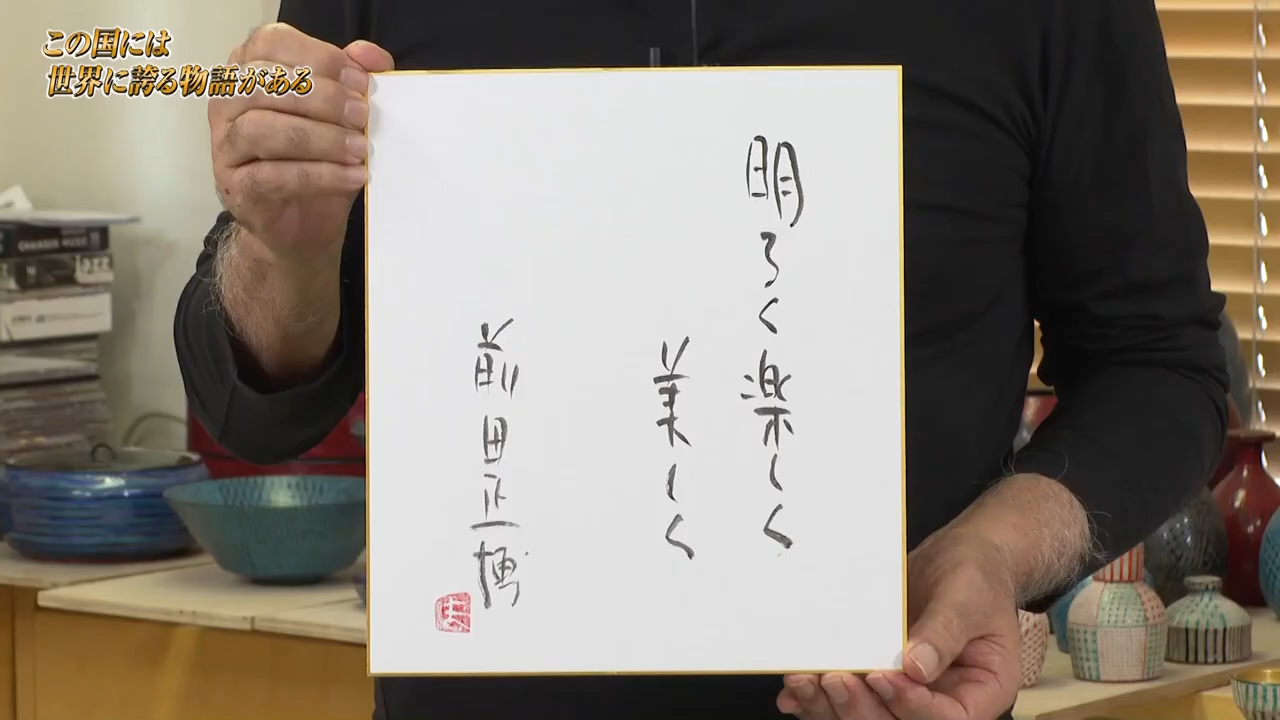 この国には
世界に誇る物語がある
明るく楽しく
美しく
前田正博